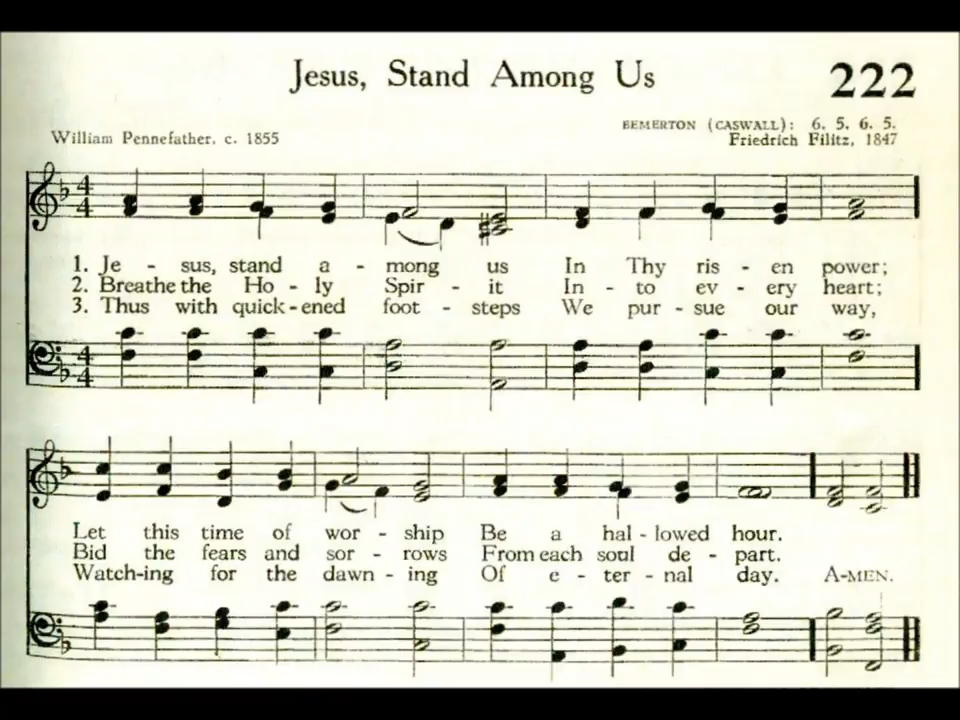 Jesus, Stand Among Us
222
BEMERTON (CASWALL): 6. 5. 6. 5.
William Pennefather, c. 1855
Friedrich Filitz, 1847
4
4
1. Je - sus, stand a - mong us In Thy ris - en power;
2. Breathe the Ho - ly Spir - it In - to ev - ery heart;
3. Thus with quick - ened foot - steps We pur - sue our way,
4
4
Let this time of wor - ship Be a hal - lowed hour.
Bid the fears and sor - rows From each soul de - part.
Watch-ing for the dawn - ing Of e - ter - nal day. A-MEN.